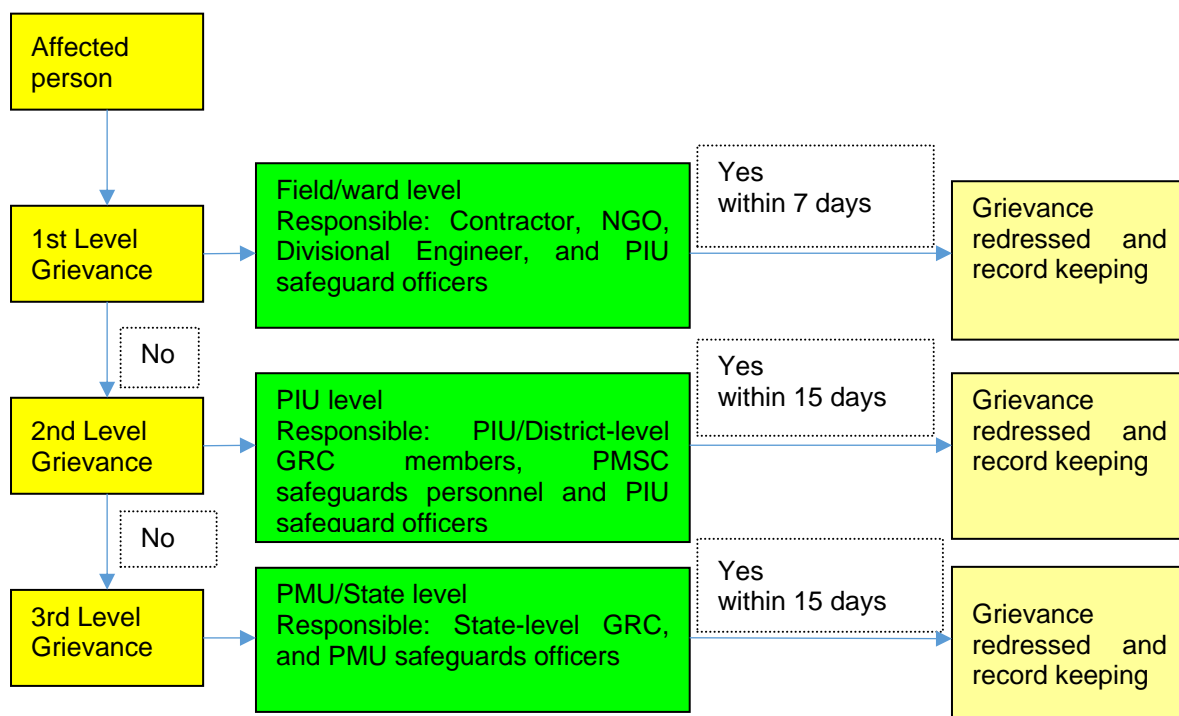 Affected
person
1st Level
Grievance
Field/ward level
Responsible: Contractor, NGO,
Divisional Engineer, and PIU
safeguard officers
Yes
within 7 days
Grievance
redressed and
record keeping
No
2nd Level
Grievance
PIU level
Responsible: PIU/District-level
GRC members, PMSC
safeguards personnel and PIU
safeguard officers
Yes
within 15 days
Grievance
redressed and
record keeping
No
3rd Level
Grievance
PMU/State level
Responsible: State-level GRC,
and PMU safeguards officers
Yes
within 15 days
Grievance
redressed and
record keeping